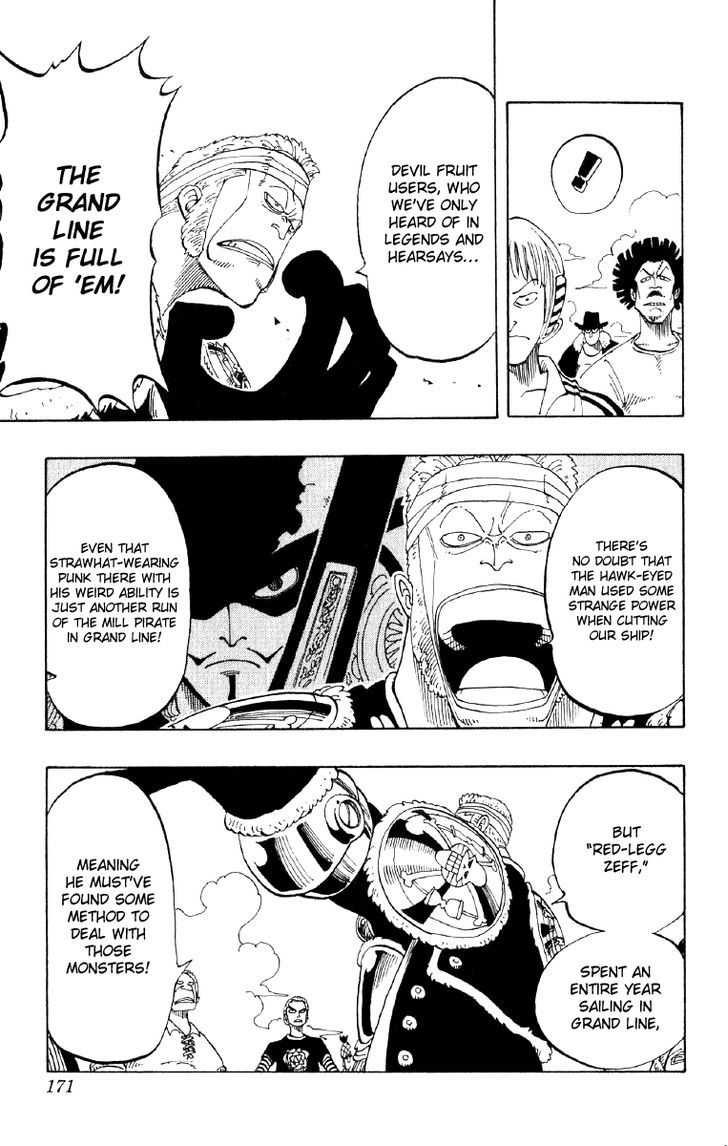 !
DEVIL FRUIT
USERS, WHO
WE'VE ONLY
HEARD OF IN
LEGENDS AND
HEARSAYS...
THE
GRAND
LINE
IS FULL
OF 'EM!
THERE'S
NO DOUBT THAT
THE HAWK-EYED
MAN USED SOME
STRANGE POWER
WHEN CUTTING
OUR SHIP!
EVEN THAT
STRAWHAT-WEARING
PUNK THERE WITH
HIS WEIRD ABILITY IS
JUST ANOTHER RUN
OF THE MILL PIRATE
IN GRAND LINE!
BUT
"RED-LEGG
ZEFF,"
SPENT AN
ENTIRE YEAR
SAILING IN
GRAND LINE,
MEANING
HE MUST'VE
FOUND SOME
METHOD TO
DEAL WITH
THOSE
MONSTERS!
171